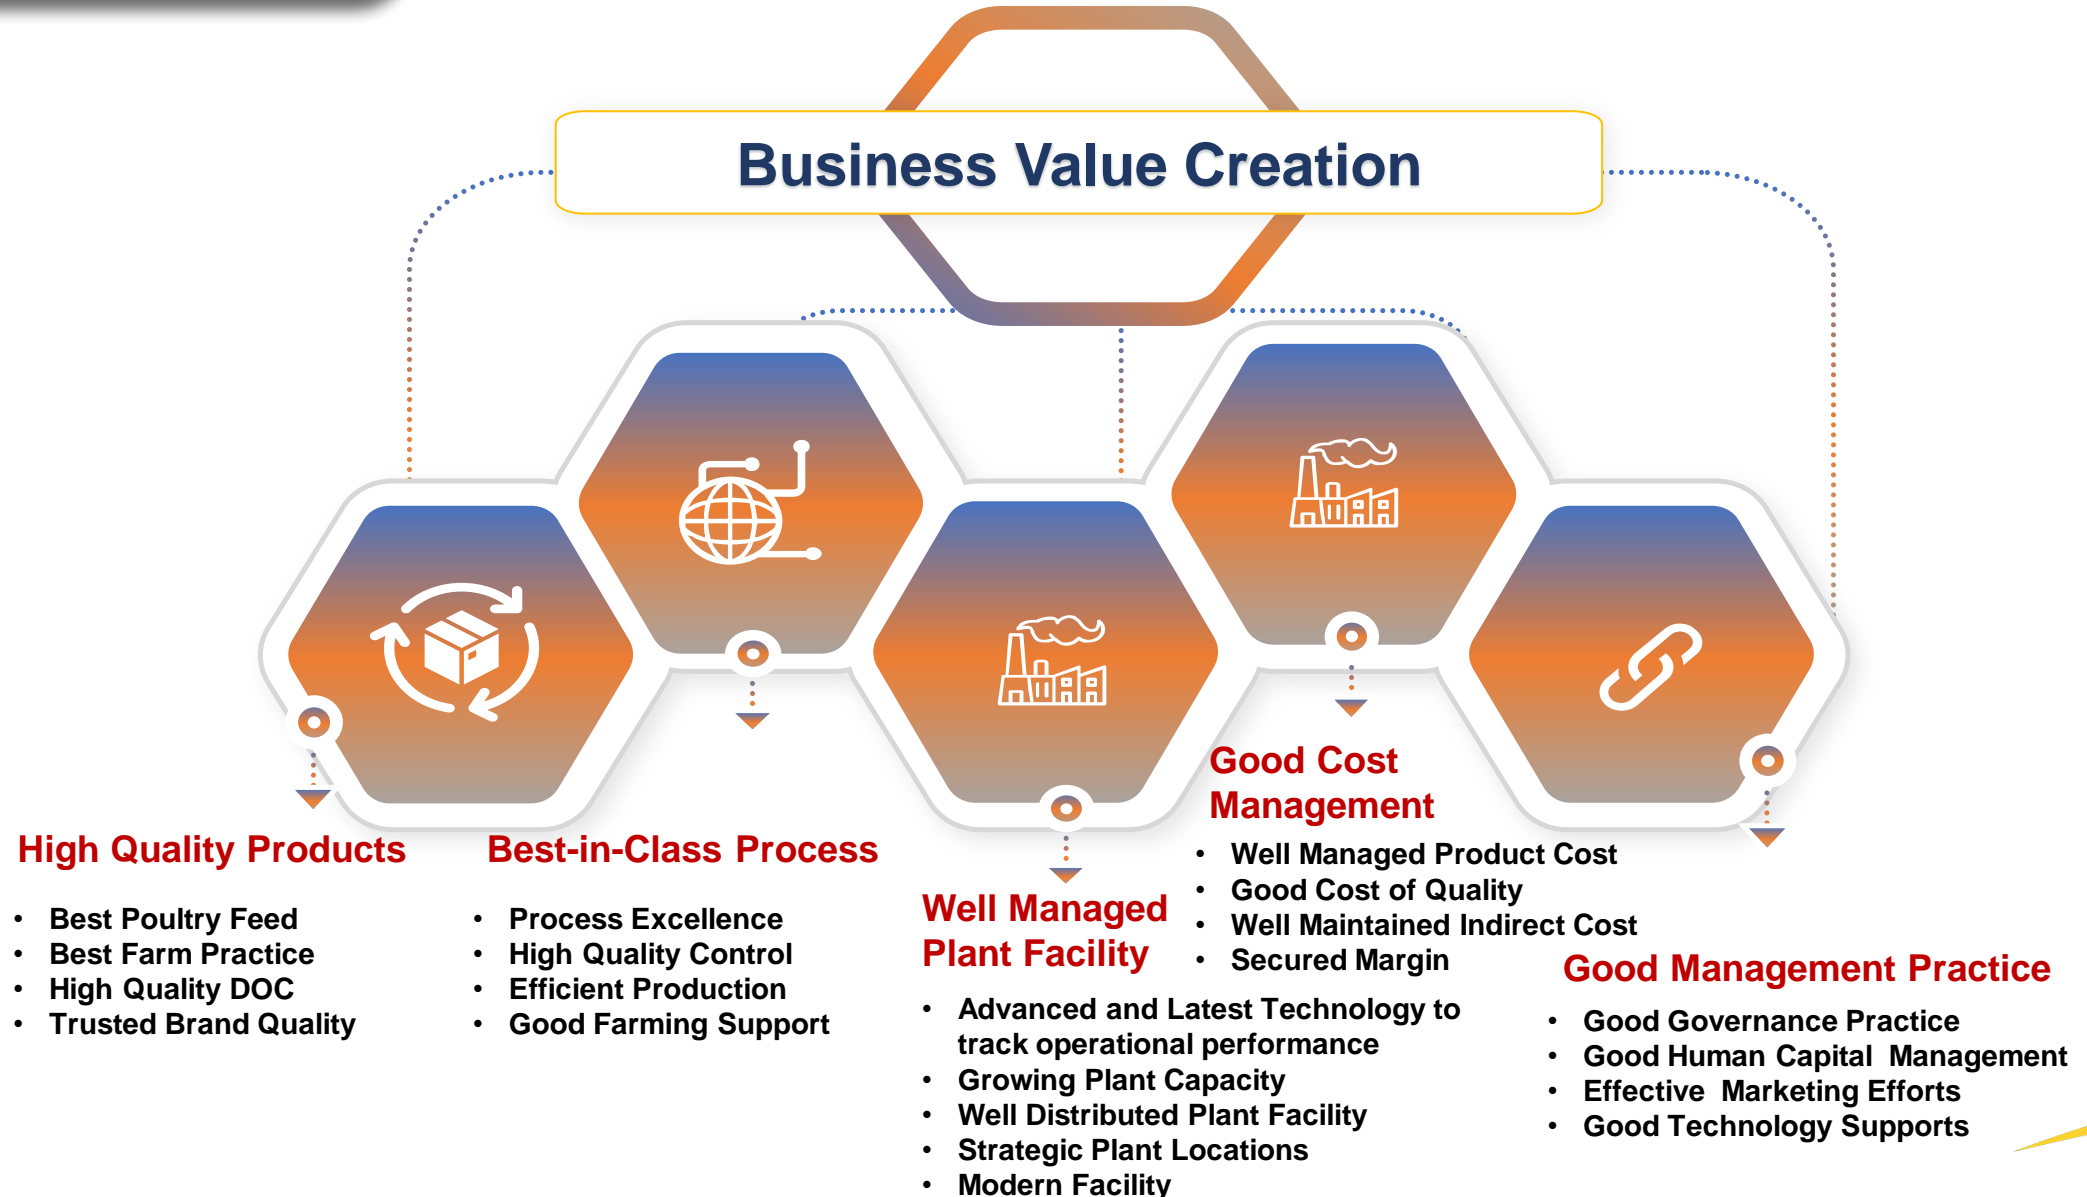 Business Value Creation
High Quality Products
• Best Poultry Feed
• Best Farm Practice
• High Quality DOC
• Trusted Brand Quality
Best-in-Class Process
• Process Excellence
• High Quality Control
• Efficient Production
• Good Farming Support
Well Managed
Plant Facility
• Advanced and Latest Technology to
track operational performance
• Growing Plant Capacity
• Well Distributed Plant Facility
• Strategic Plant Locations
• Modern Facility
Good Cost
Management
• Well Managed Product Cost
• Good Cost of Quality
• Well Maintained Indirect Cost
• Secured Margin
Good Management Practice
• Good Governance Practice
• Good Human Capital Management
• Effective Marketing Efforts
• Good Technology Supports